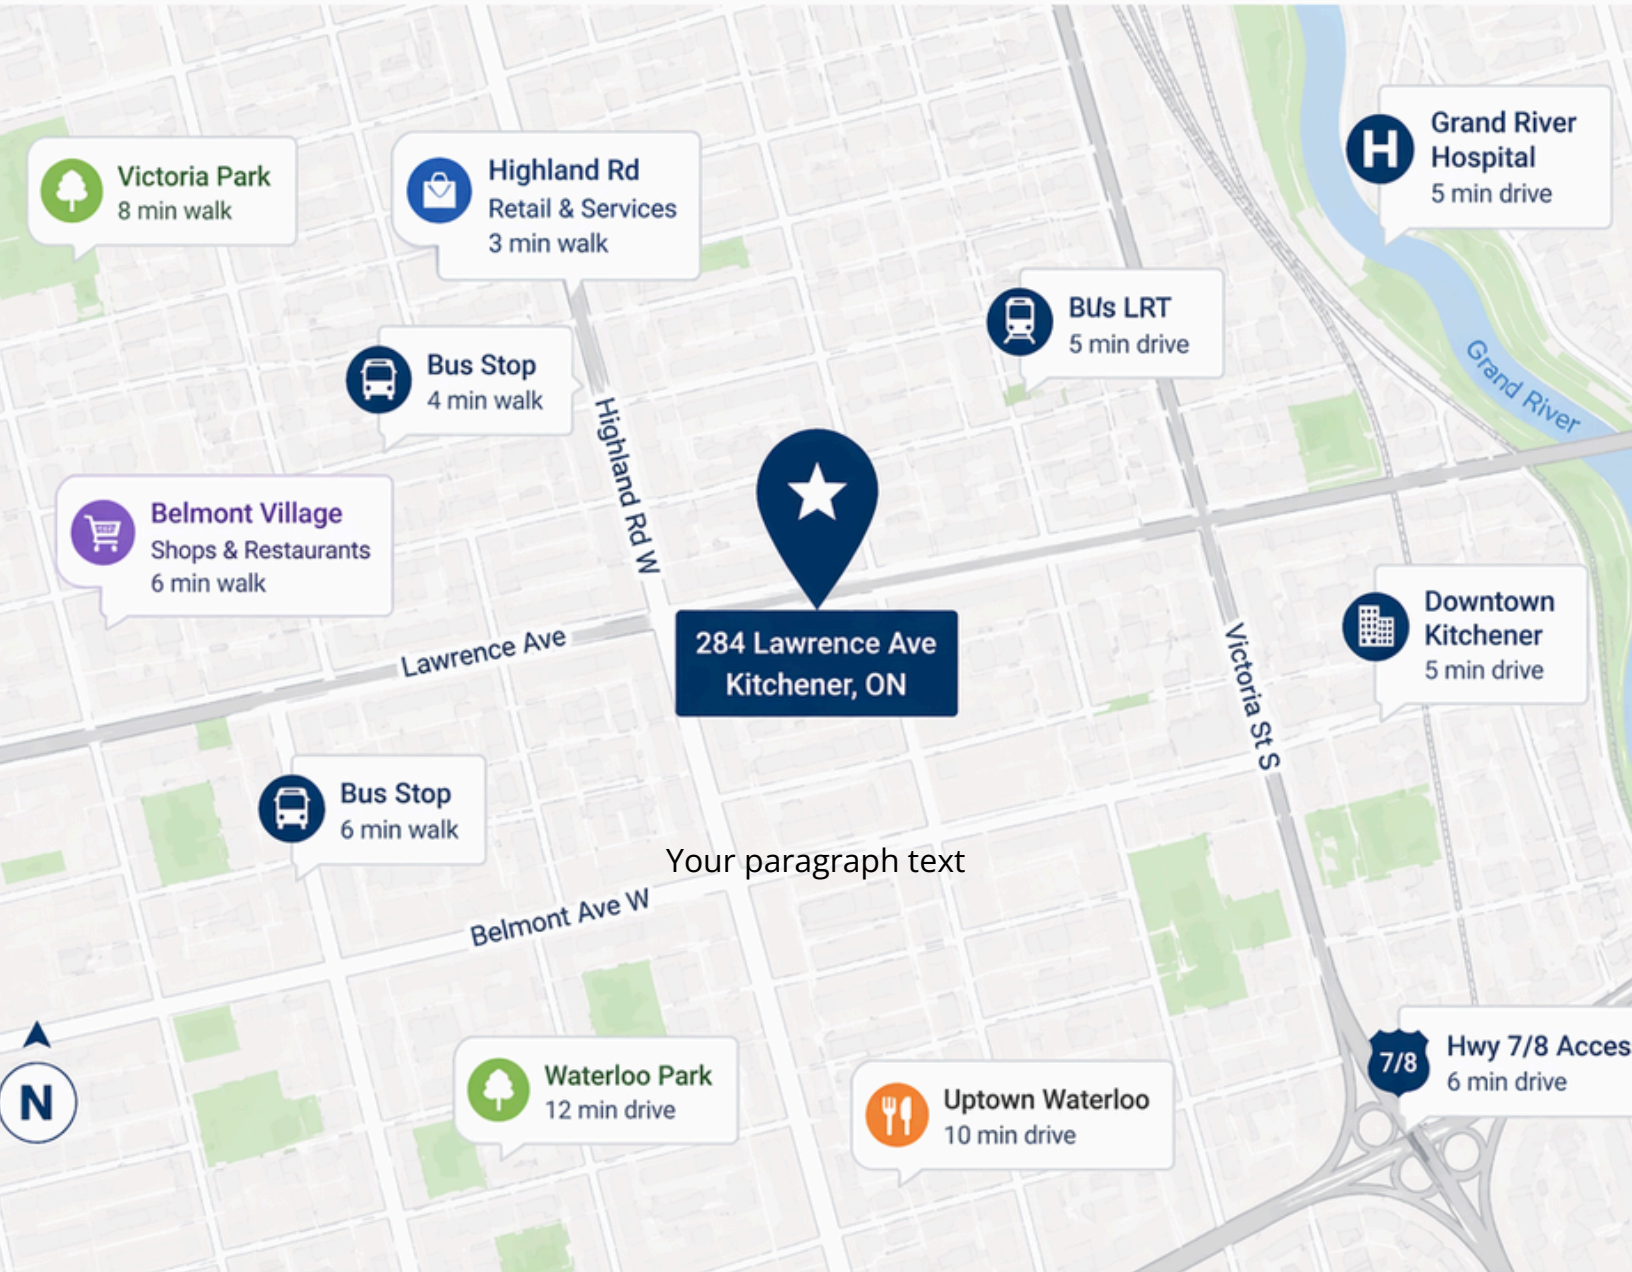 Victoria Park
8 min walk
Highland Rd
Retail & Services
3 min walk
H
Grand River
Hospital
5 min drive
BUs LRT
5 min drive
Bus Stop
4 min walk
Grand River
Highland Rd W
Belmont Village
Shops & Restaurants
6 min walk
Lawrence Ave
284 Lawrence Ave
Kitchener, ON
Downtown
Kitchener
5 min drive
Victoria St S
Bus Stop
6 min walk
Your paragraph text
Belmont Ave W
N
Waterloo Park
12 min drive
Uptown Waterloo
10 min drive
7/8
Hwy 7/8 Acces
6 min drive